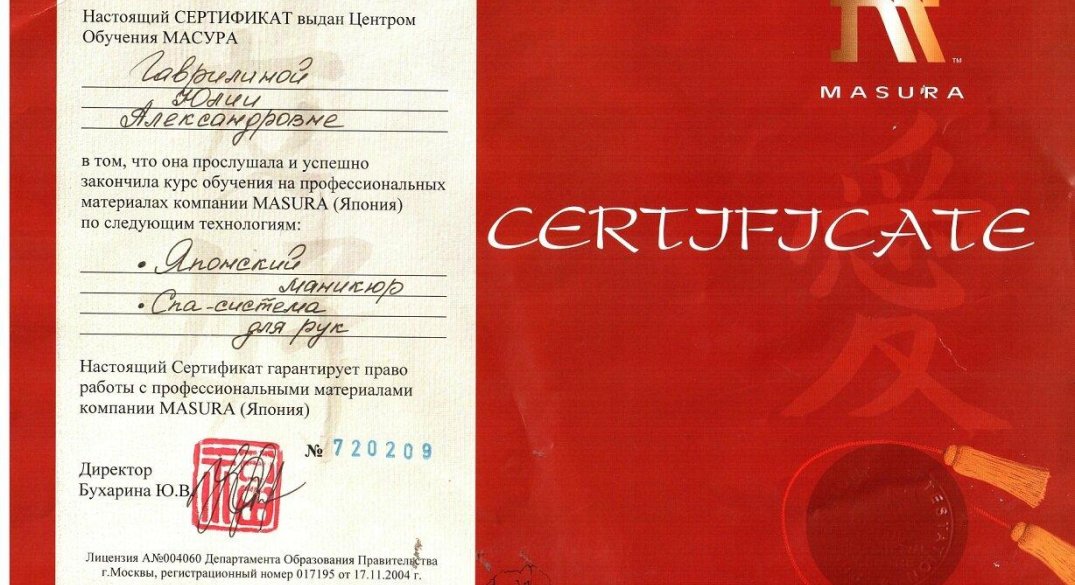 Настоящий СЕРТИФИКАТ выдан Центром
Обучения МАСУРА
Гаврилиной
Юлии
Александровне
в том, что она прослушала и успешно
закончила курс обучения на профессиональных
материалах компании MASURA (Япония)
по следующим технологиям:
• Японский
маникюр
• Спа-система
для рук
Настоящий Сертификат гарантирует право
работы с профессиональными материалами
компании MASURA (Япония)
№ 720209
Директор
Бухарина Ю.В.
Лицензия А№004060 Департамента Образования Правительства
г.Москвы, регистрационный номер 017195 от 17.11.2004 г.
TM
MASURA
愛
CERTIFICATE